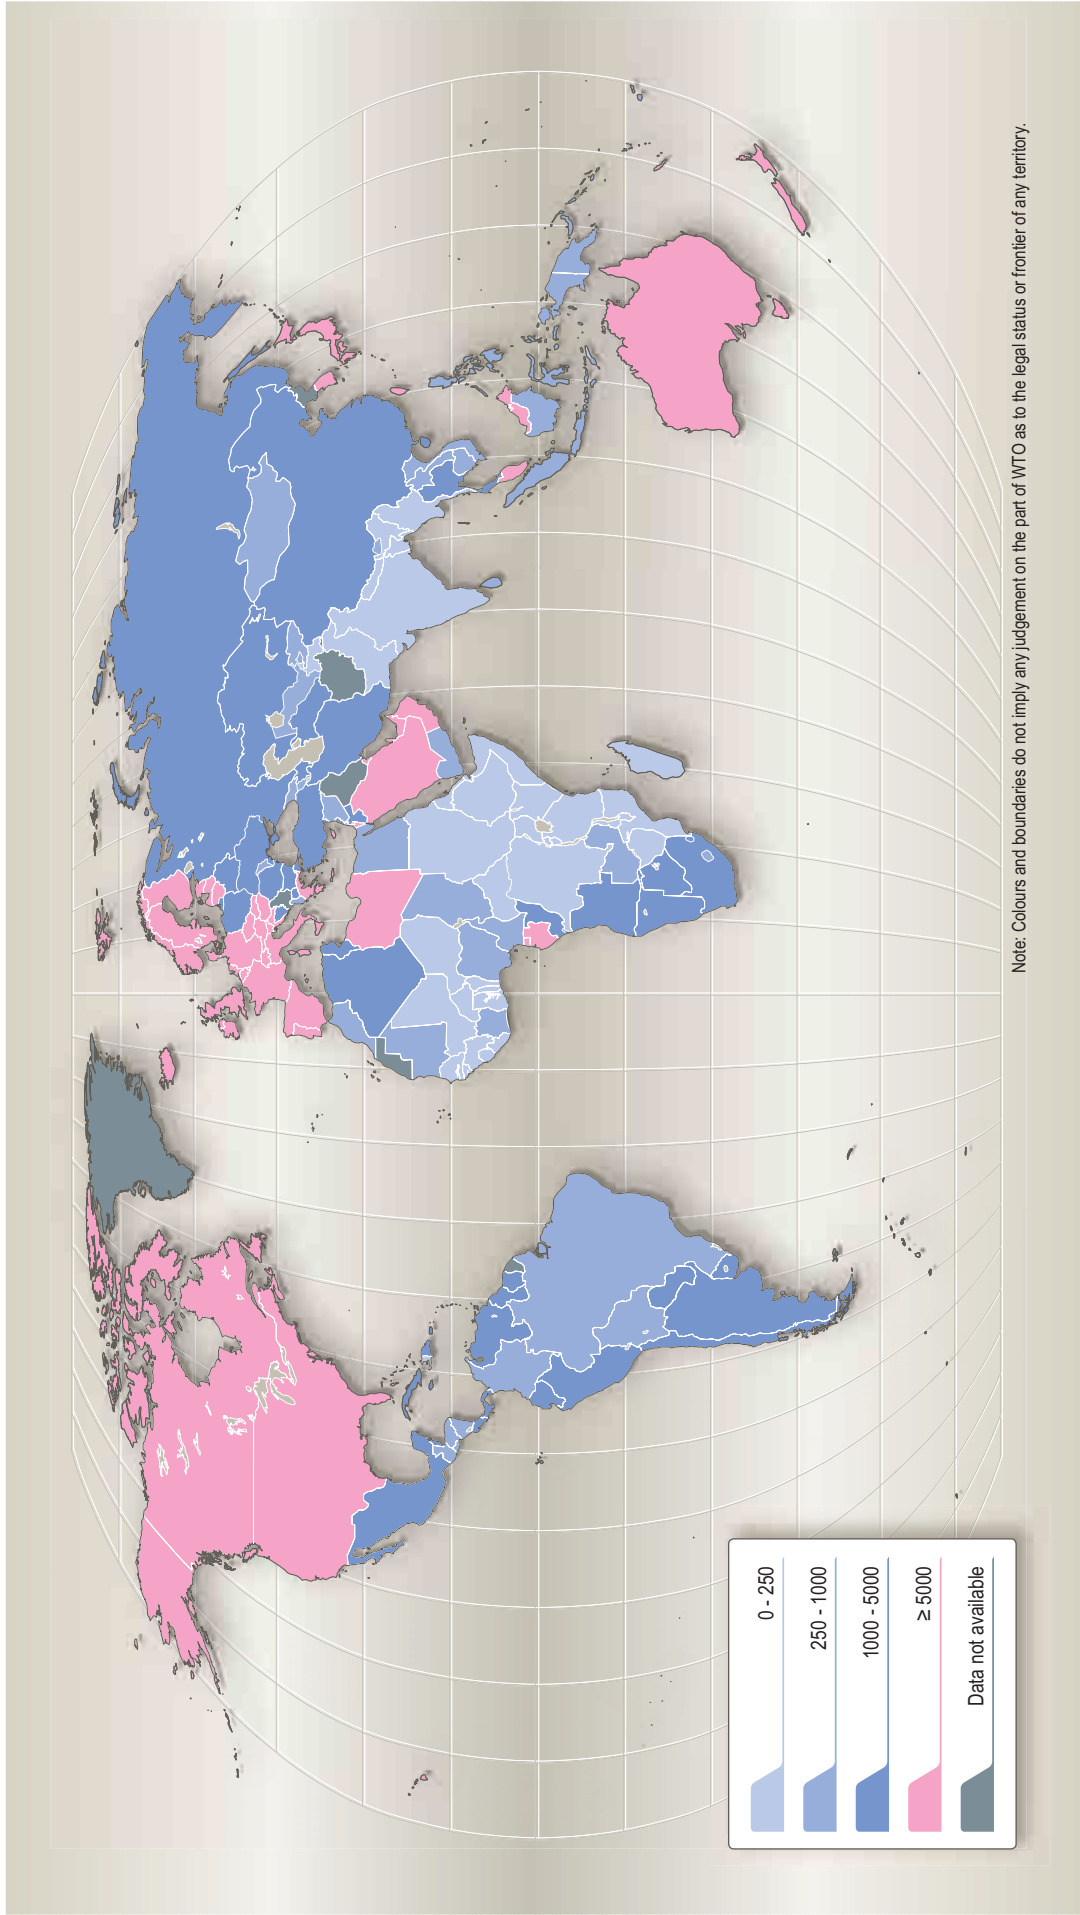 0 - 250
250 - 1000
1000 - 5000
≥ 5000
Data not available
Note: Colours and boundaries do not imply any judgement on the part of WTO as to the legal status or frontier of any territory.